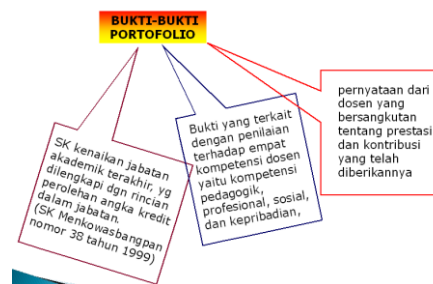 BUKTI-BUKTI
PORTOFOLIO
SK kenaikan jabatan
akademik terakhir, yg
dilengkapi dgn rincian
perolehan angka kredit
dalam jabatan.
(SK Menkowasbangpan
nomor 38 tahun 1999)
Bukti yang terkait
dengan penilaian
terhadap empat
kompetensi dosen
yaitu kompetensi
pedagogik,
profesional, sosial,
dan kepribadian,
pernyataan dari
dosen yang
bersangkutan
tentang prestasi
dan kontribusi
yang telah
diberikannya